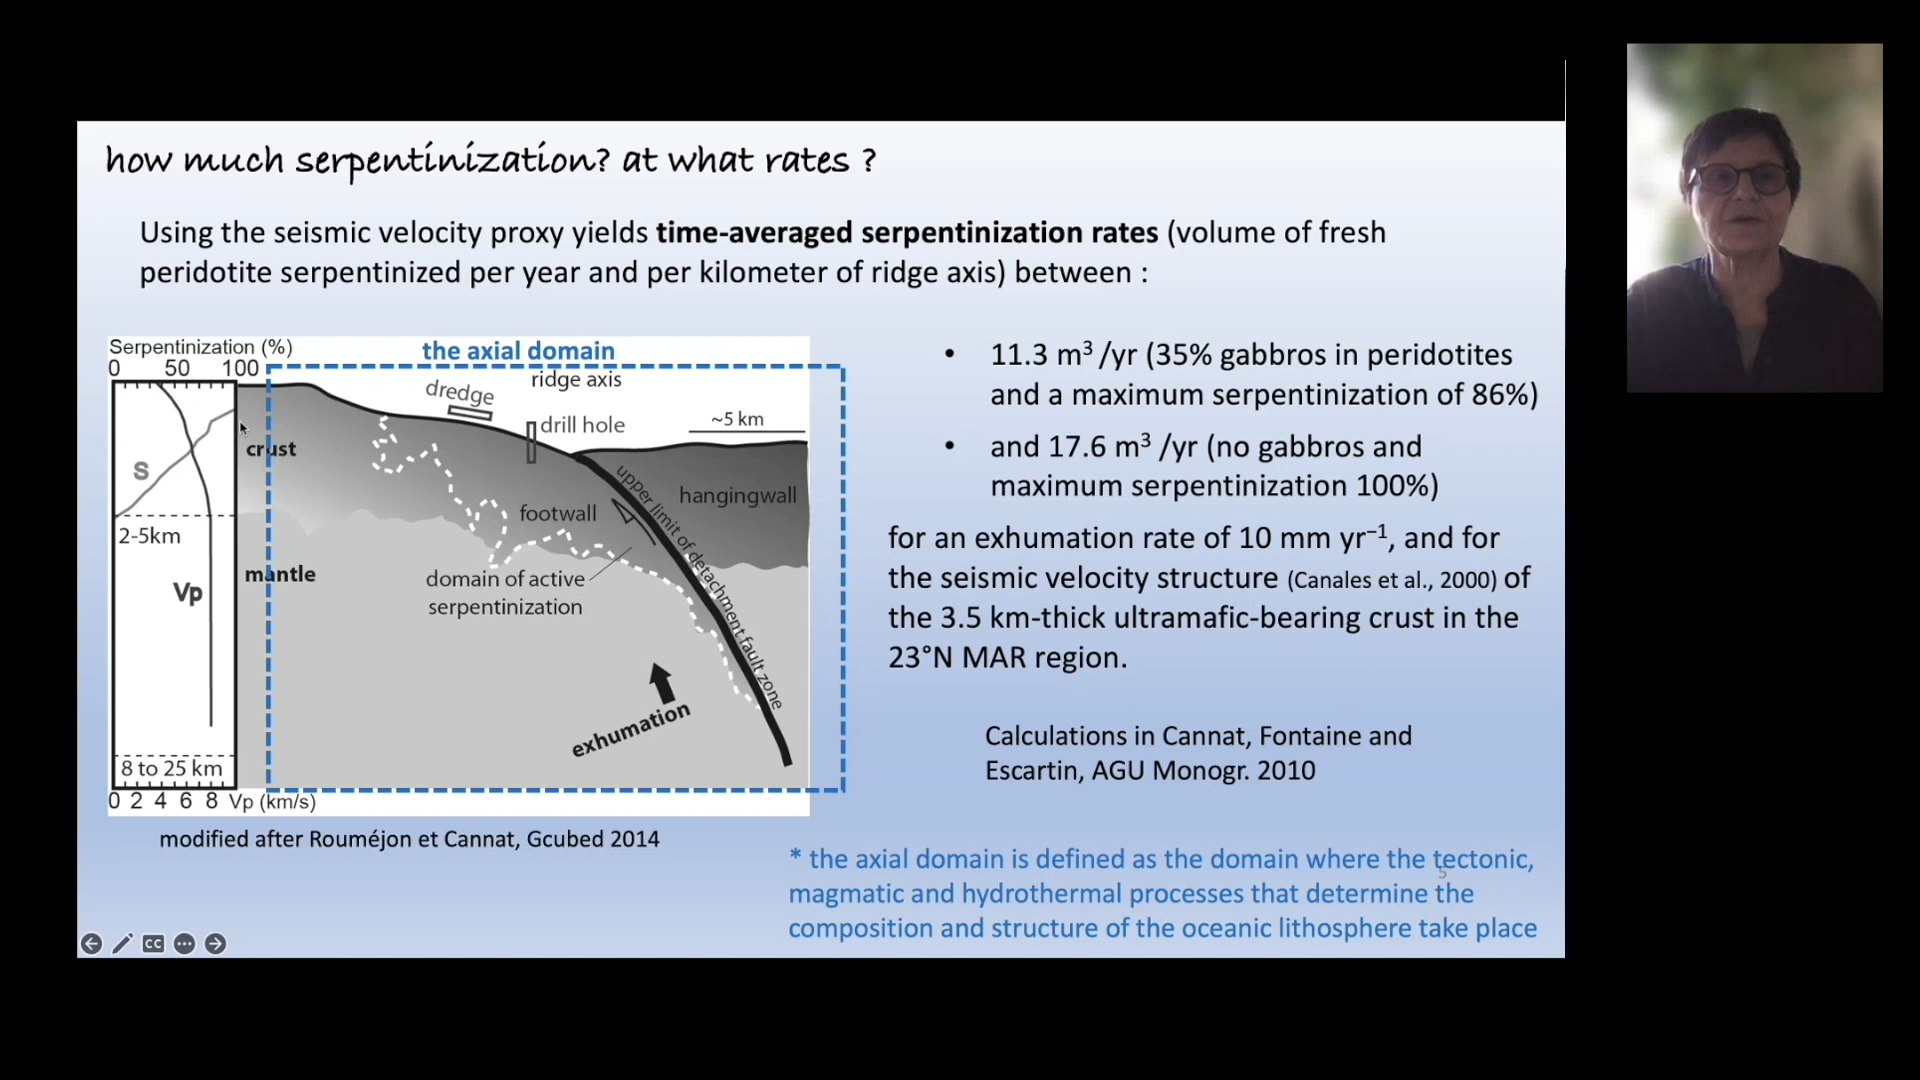 how much serpentinization? at what rates ?
Using the seismic velocity proxy yields time-averaged serpentinization rates (volume of fresh
peridotite serpentinized per year and per kilometer of ridge axis) between :
Serpentinization (%)
0 50 100
the axial domain
ridge axis
dredge
drill hole
~5 km
crust
S
hangingwall
upper limit of detachment fault zone
footwall
2-5km
mantle
Vp
domain of active
serpentinization
exhumation
8 to 25 km
0 2 4 6 8 Vp (km/s)
modified after Rouméjon et Cannat, Gcubed 2014
• 11.3 m³ /yr (35% gabbros in peridotites
and a maximum serpentinization of 86%)
• and 17.6 m³ /yr (no gabbros and
maximum serpentinization 100%)
for an exhumation rate of 10 mm yr⁻¹, and for
the seismic velocity structure (Canales et al., 2000) of
the 3.5 km-thick ultramafic-bearing crust in the
23°N MAR region.
Calculations in Cannat, Fontaine and
Escartin, AGU Monogr. 2010
* the axial domain is defined as the domain where the tectonic,
magmatic and hydrothermal processes that determine the
composition and structure of the oceanic lithosphere take place
5
CC